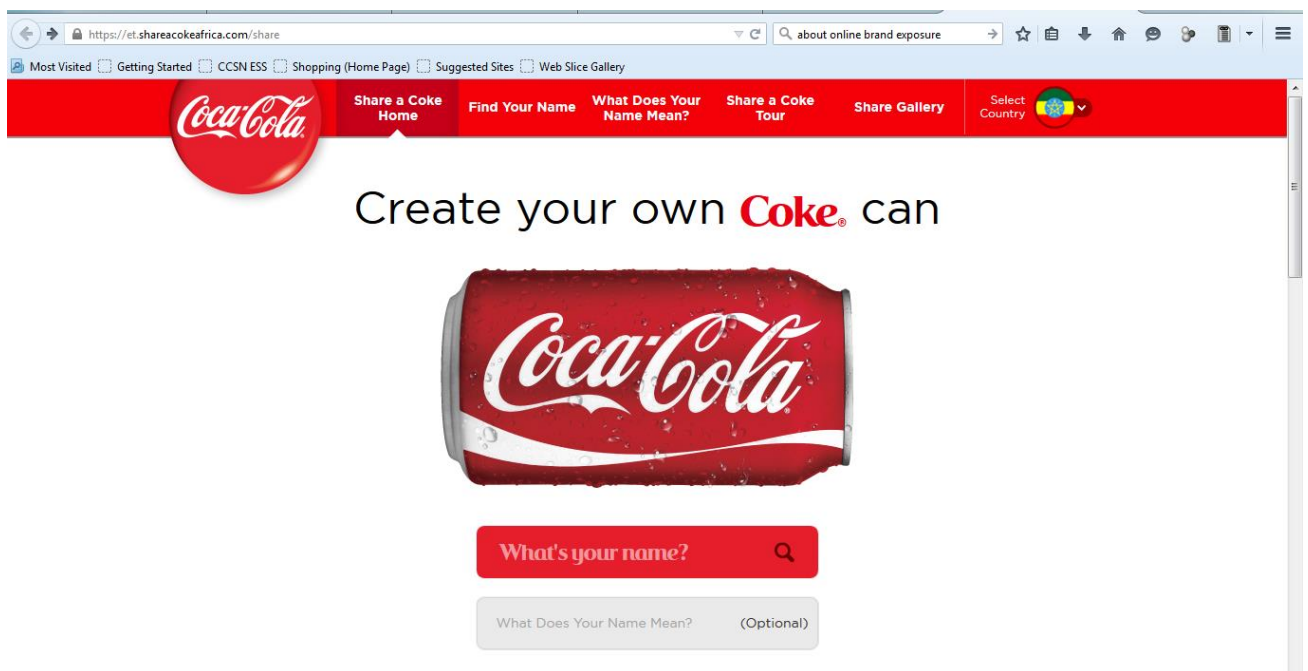 https://et.shareacokeafrica.com/share
about online brand exposure
Most Visited Getting Started CCSN ESS Shopping (Home Page) Suggested Sites Web Slice Gallery
Coca-Cola
Share a Coke
Home
Find Your Name
What Does Your
Name Mean?
Share a Coke
Tour
Share Gallery
Select
Country
Create your own Coke® can
Coca-Cola
What's your name?
What Does Your Name Mean? (Optional)